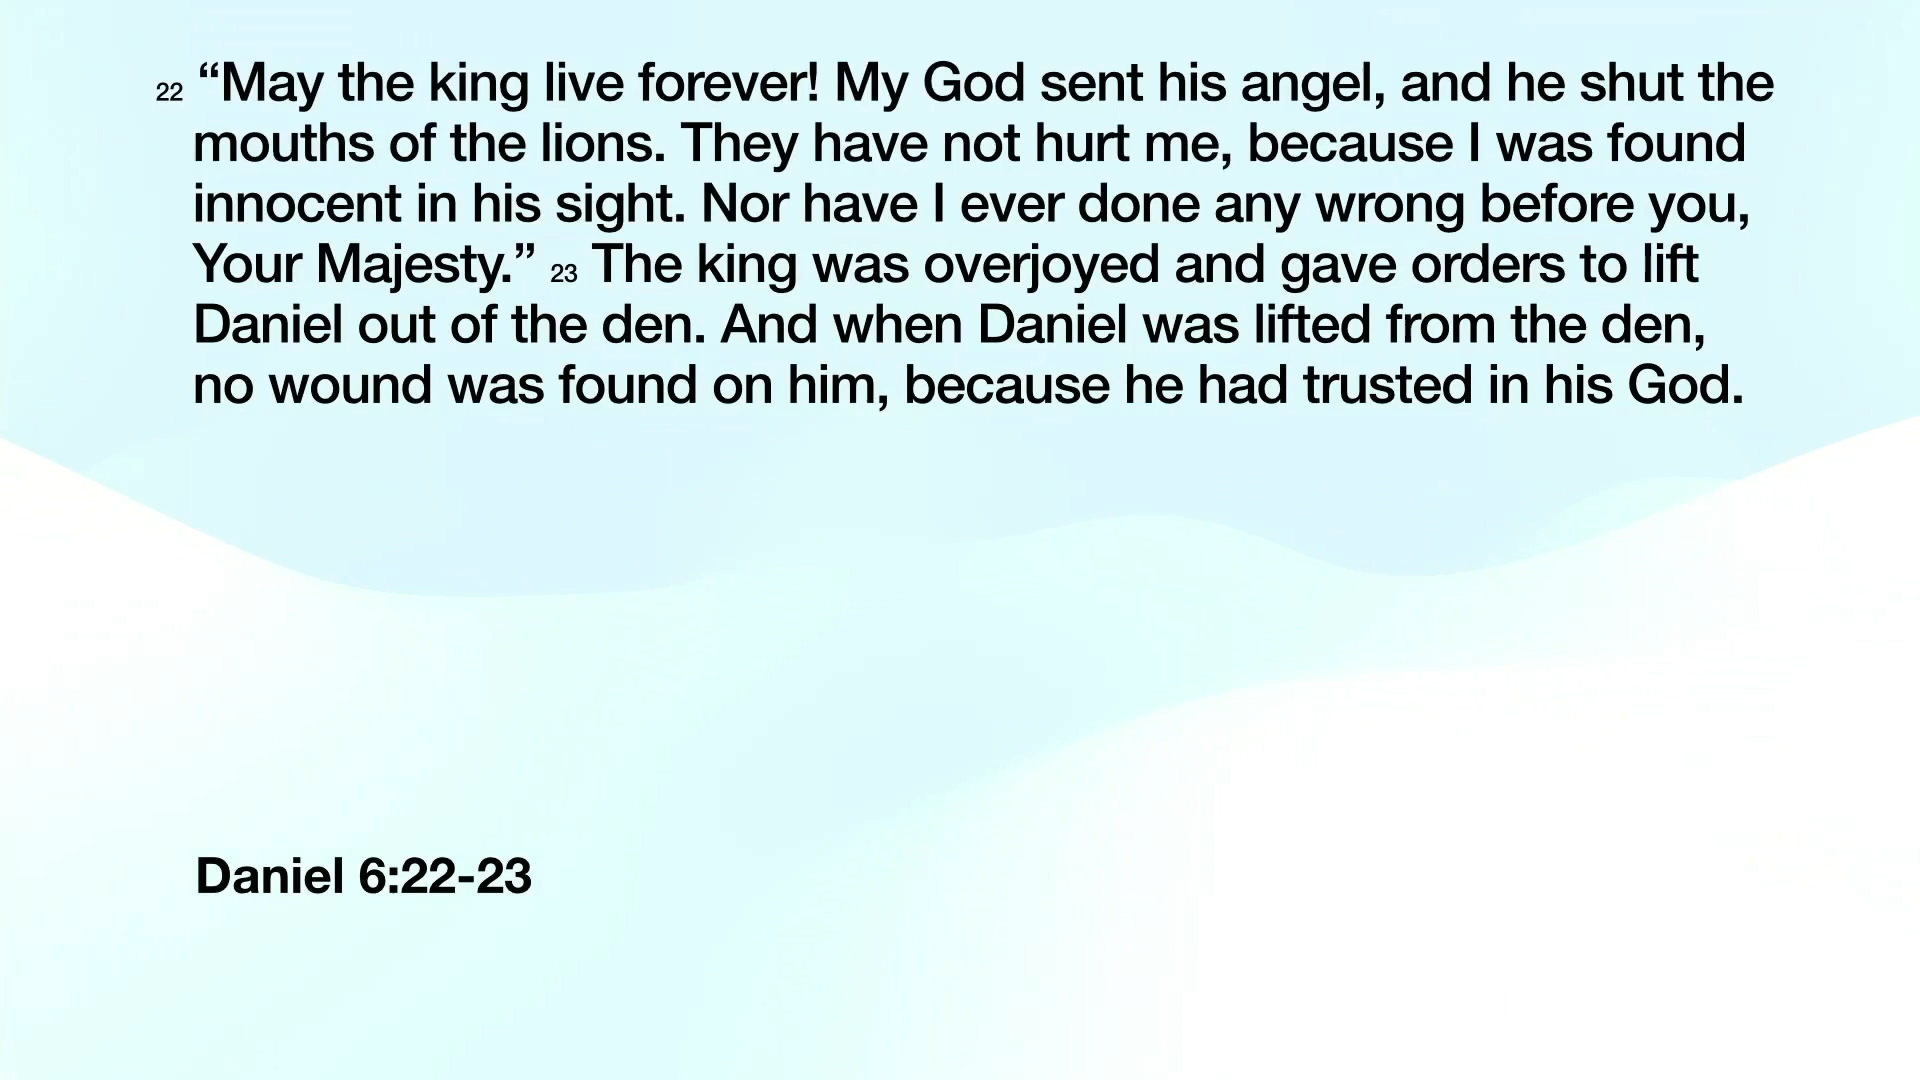 22 “May the king live forever! My God sent his angel, and he shut the
mouths of the lions. They have not hurt me, because I was found
innocent in his sight. Nor have I ever done any wrong before you,
Your Majesty.” 23 The king was overjoyed and gave orders to lift
Daniel out of the den. And when Daniel was lifted from the den,
no wound was found on him, because he had trusted in his God.
Daniel 6:22-23